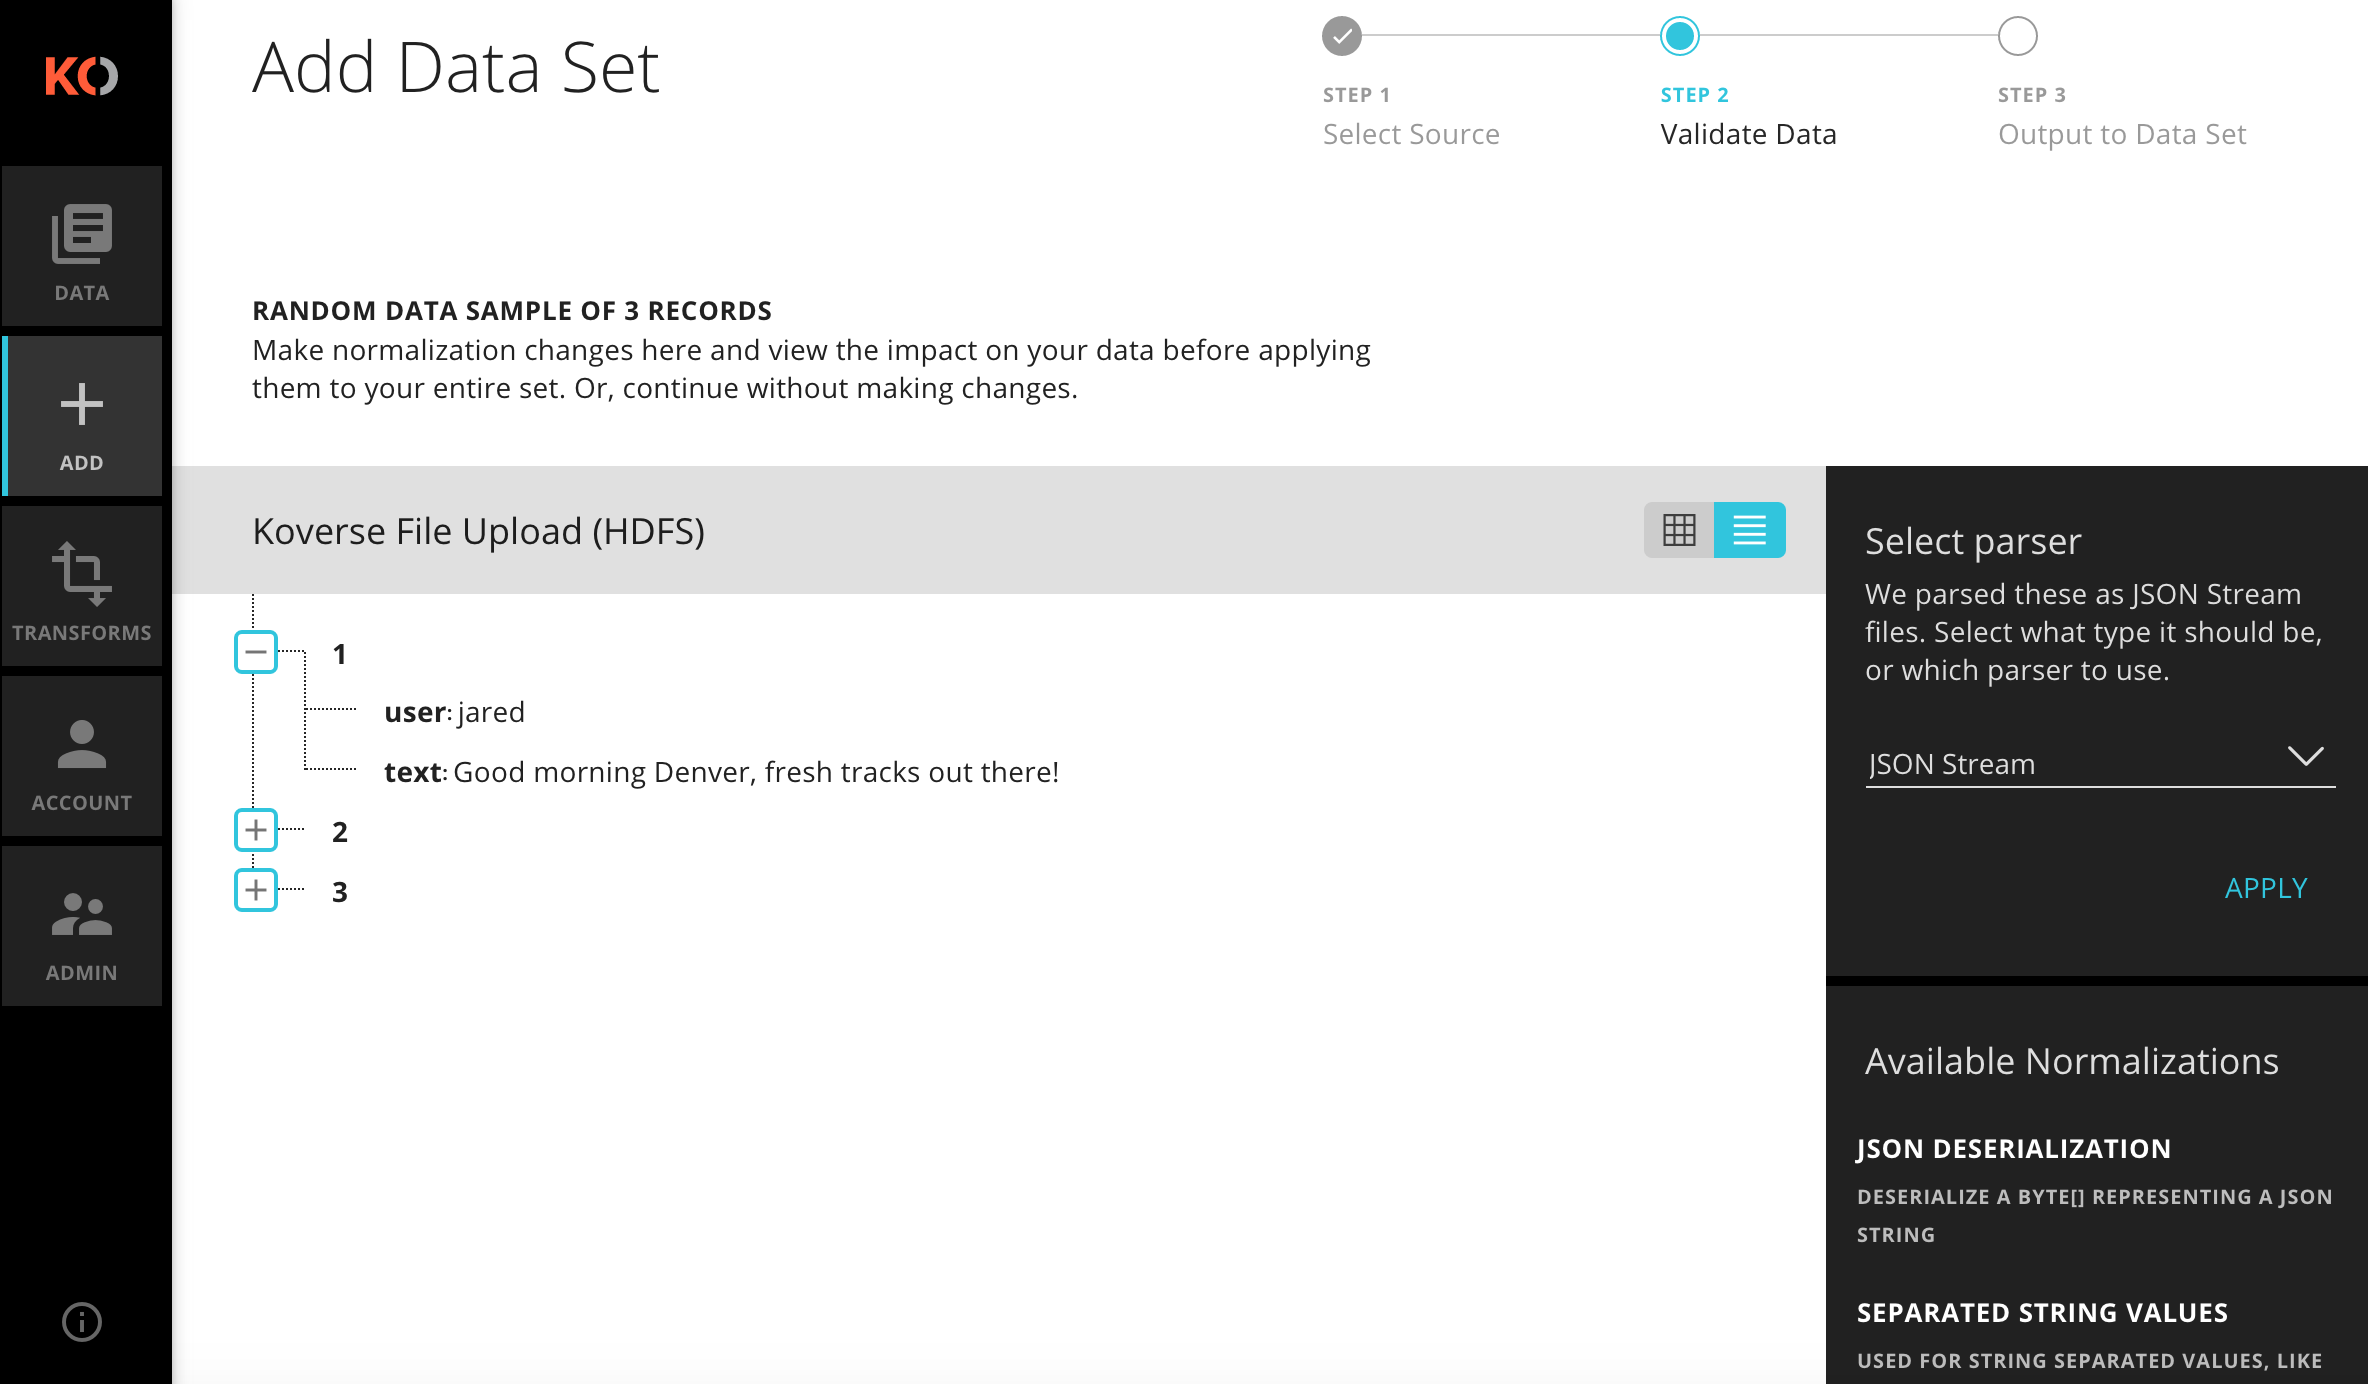 KO
DATA
ADD
TRANSFORMS
ACCOUNT
ADMIN
Add Data Set
STEP 1
Select Source
STEP 2
Validate Data
STEP 3
Output to Data Set
RANDOM DATA SAMPLE OF 3 RECORDS
Make normalization changes here and view the impact on your data before applying
them to your entire set. Or, continue without making changes.
Koverse File Upload (HDFS)
1
user: jared
text: Good morning Denver, fresh tracks out there!
2
3
Select parser
We parsed these as JSON Stream
files. Select what type it should be,
or which parser to use.
JSON Stream
APPLY
Available Normalizations
JSON DESERIALIZATION
DESERIALIZE A BYTE[] REPRESENTING A JSON
STRING
SEPARATED STRING VALUES
USED FOR STRING SEPARATED VALUES, LIKE